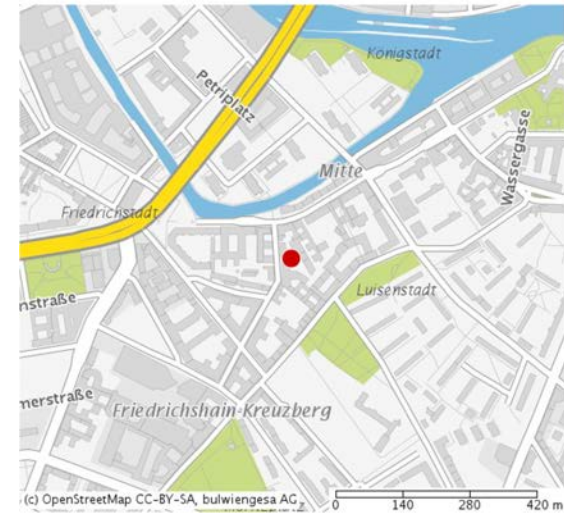 Königstadt
Petriplatz
Wassergasse
Mitte
Friedrichstadt
Luisenstadt
nstraße
merstraße
Friedrichshain-Kreuzberg
(c) OpenStreetMap CC-BY-SA, bulwiengesa AG
0 140 280 420 m